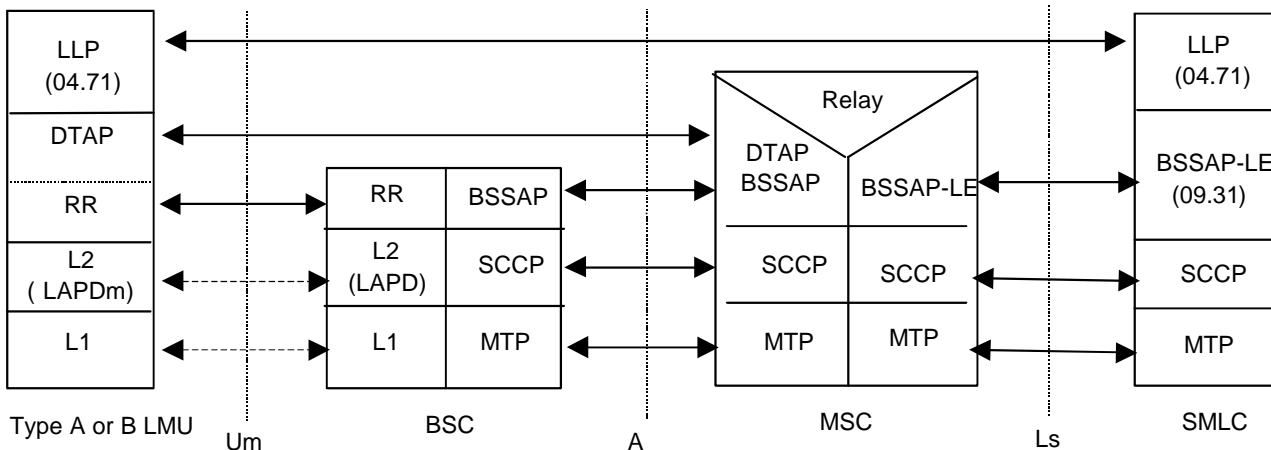 LLP
(04.71)
DTAP
RR
L2
( LAPDm)
L1
Type A or B LMU
Um
RR
BSSAP
L2
(LAPD)
SCCP
L1
MTP
BSC
A
Relay
DTAP
BSSAP
BSSAP-LE
SCCP
SCCP
MTP
MTP
MSC
Ls
LLP
(04.71)
BSSAP-LE
(09.31)
SCCP
MTP
SMLC